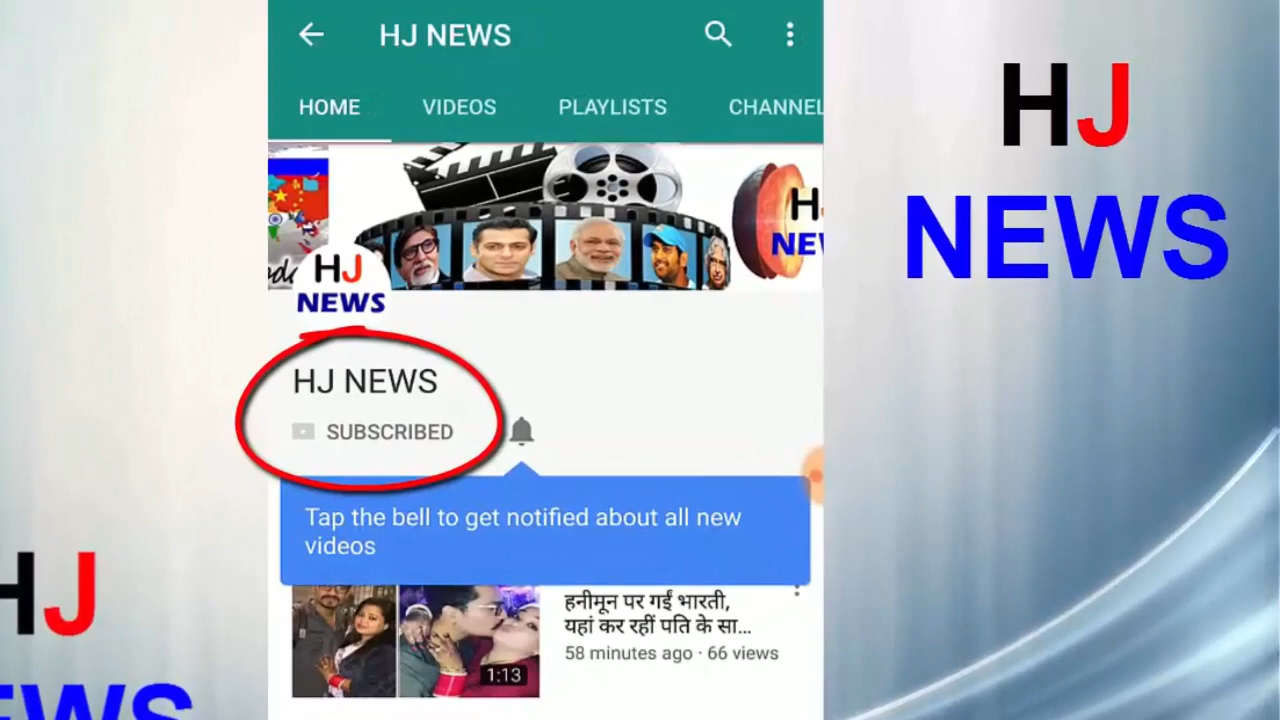 HJ NEWS
HOME VIDEOS PLAYLISTS CHANNEL
HJ
NEWS
HJ
NEWS
HJ NEWS
SUBSCRIBED
Tap the bell to get notified about all new
videos
हनीमून पर गईं भारती,
यहां कर रहीं पति के सा...
58 minutes ago · 66 views
1:13
HJ
EWS